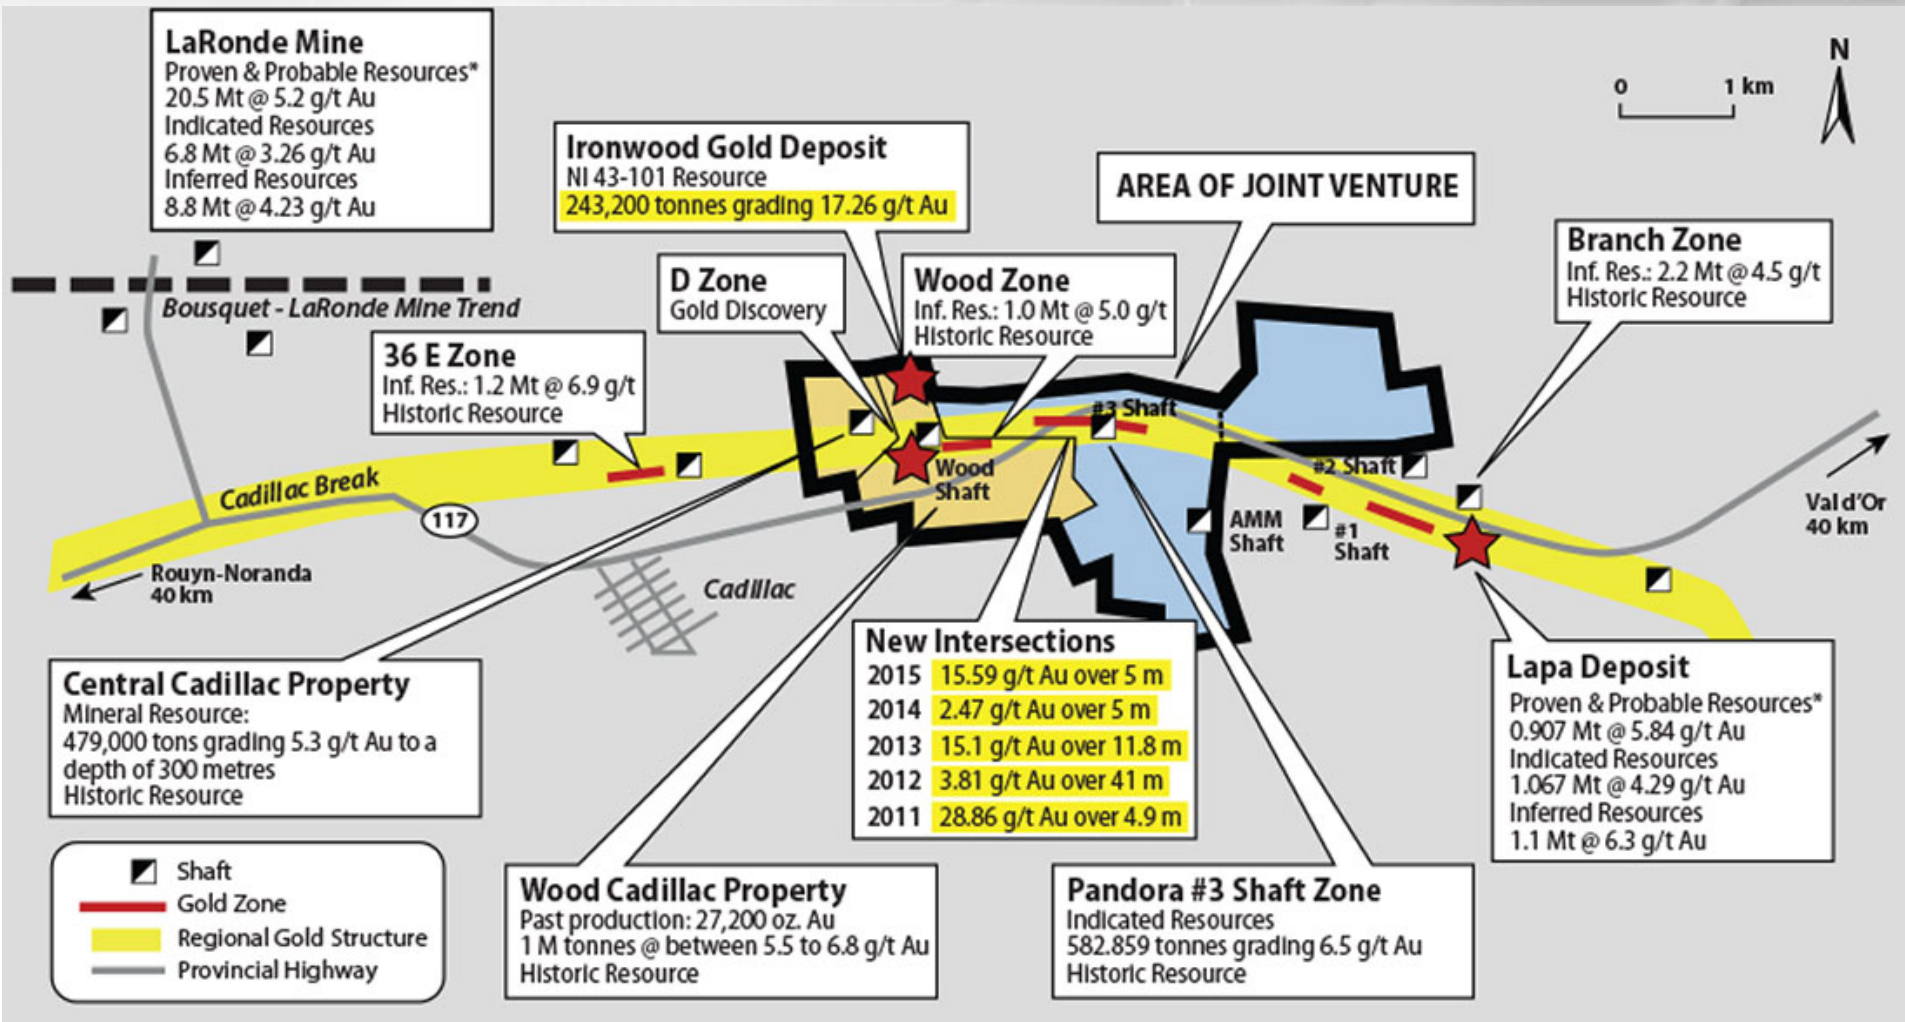 LaRonde Mine
Proven & Probable Resources*
20.5 Mt @ 5.2 g/t Au
Indicated Resources
6.8 Mt @ 3.26 g/t Au
Inferred Resources
8.8 Mt @ 4.23 g/t Au
Ironwood Gold Deposit
NI 43-101 Resource
243,200 tonnes grading 17.26 g/t Au
AREA OF JOINT VENTURE
0 1 km
N
D Zone
Gold Discovery
Wood Zone
Inf. Res.: 1.0 Mt @ 5.0 g/t
Historic Resource
Branch Zone
Inf. Res.: 2.2 Mt @ 4.5 g/t
Historic Resource
Bousquet - LaRonde Mine Trend
36 E Zone
Inf. Res.: 1.2 Mt @ 6.9 g/t
Historic Resource
#3 Shaft
Wood
Shaft
#2 Shaft
AMM
Shaft
#1
Shaft
Val d'Or
40 km
Cadillac Break
117
Rouyn-Noranda
40 km
Cadillac
Central Cadillac Property
Mineral Resource:
479,000 tons grading 5.3 g/t Au to a
depth of 300 metres
Historic Resource
New Intersections
2015 15.59 g/t Au over 5 m
2014 2.47 g/t Au over 5 m
2013 15.1 g/t Au over 11.8 m
2012 3.81 g/t Au over 41 m
2011 28.86 g/t Au over 4.9 m
Lapa Deposit
Proven & Probable Resources*
0.907 Mt @ 5.84 g/t Au
Indicated Resources
1.067 Mt @ 4.29 g/t Au
Inferred Resources
1.1 Mt @ 6.3 g/t Au
Shaft
Gold Zone
Regional Gold Structure
Provincial Highway
Wood Cadillac Property
Past production: 27,200 oz. Au
1 M tonnes @ between 5.5 to 6.8 g/t Au
Historic Resource
Pandora #3 Shaft Zone
Indicated Resources
582.859 tonnes grading 6.5 g/t Au
Historic Resource